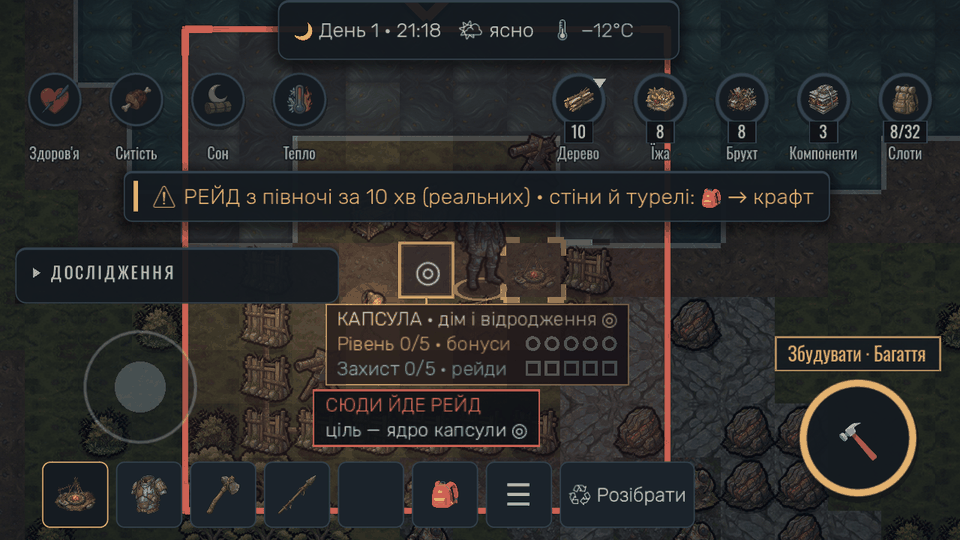 День 1 • 21:18 ясно −12°C
10 8 8 3 8/32
Здоров'я Ситість Сон Тепло Дерево Їжа Брухт Компоненти Слоти
РЕЙД з півночі за 10 хв (реальних) • стіни й турелі: → крафт
ДОСЛІДЖЕННЯ
КАПСУЛА • дім і відродження
Рівень 0/5 • бонуси
Захист 0/5 • рейди
Збудувати · Багаття
СЮДИ ЙДЕ РЕЙД
ціль — ядро капсули
Розібрати